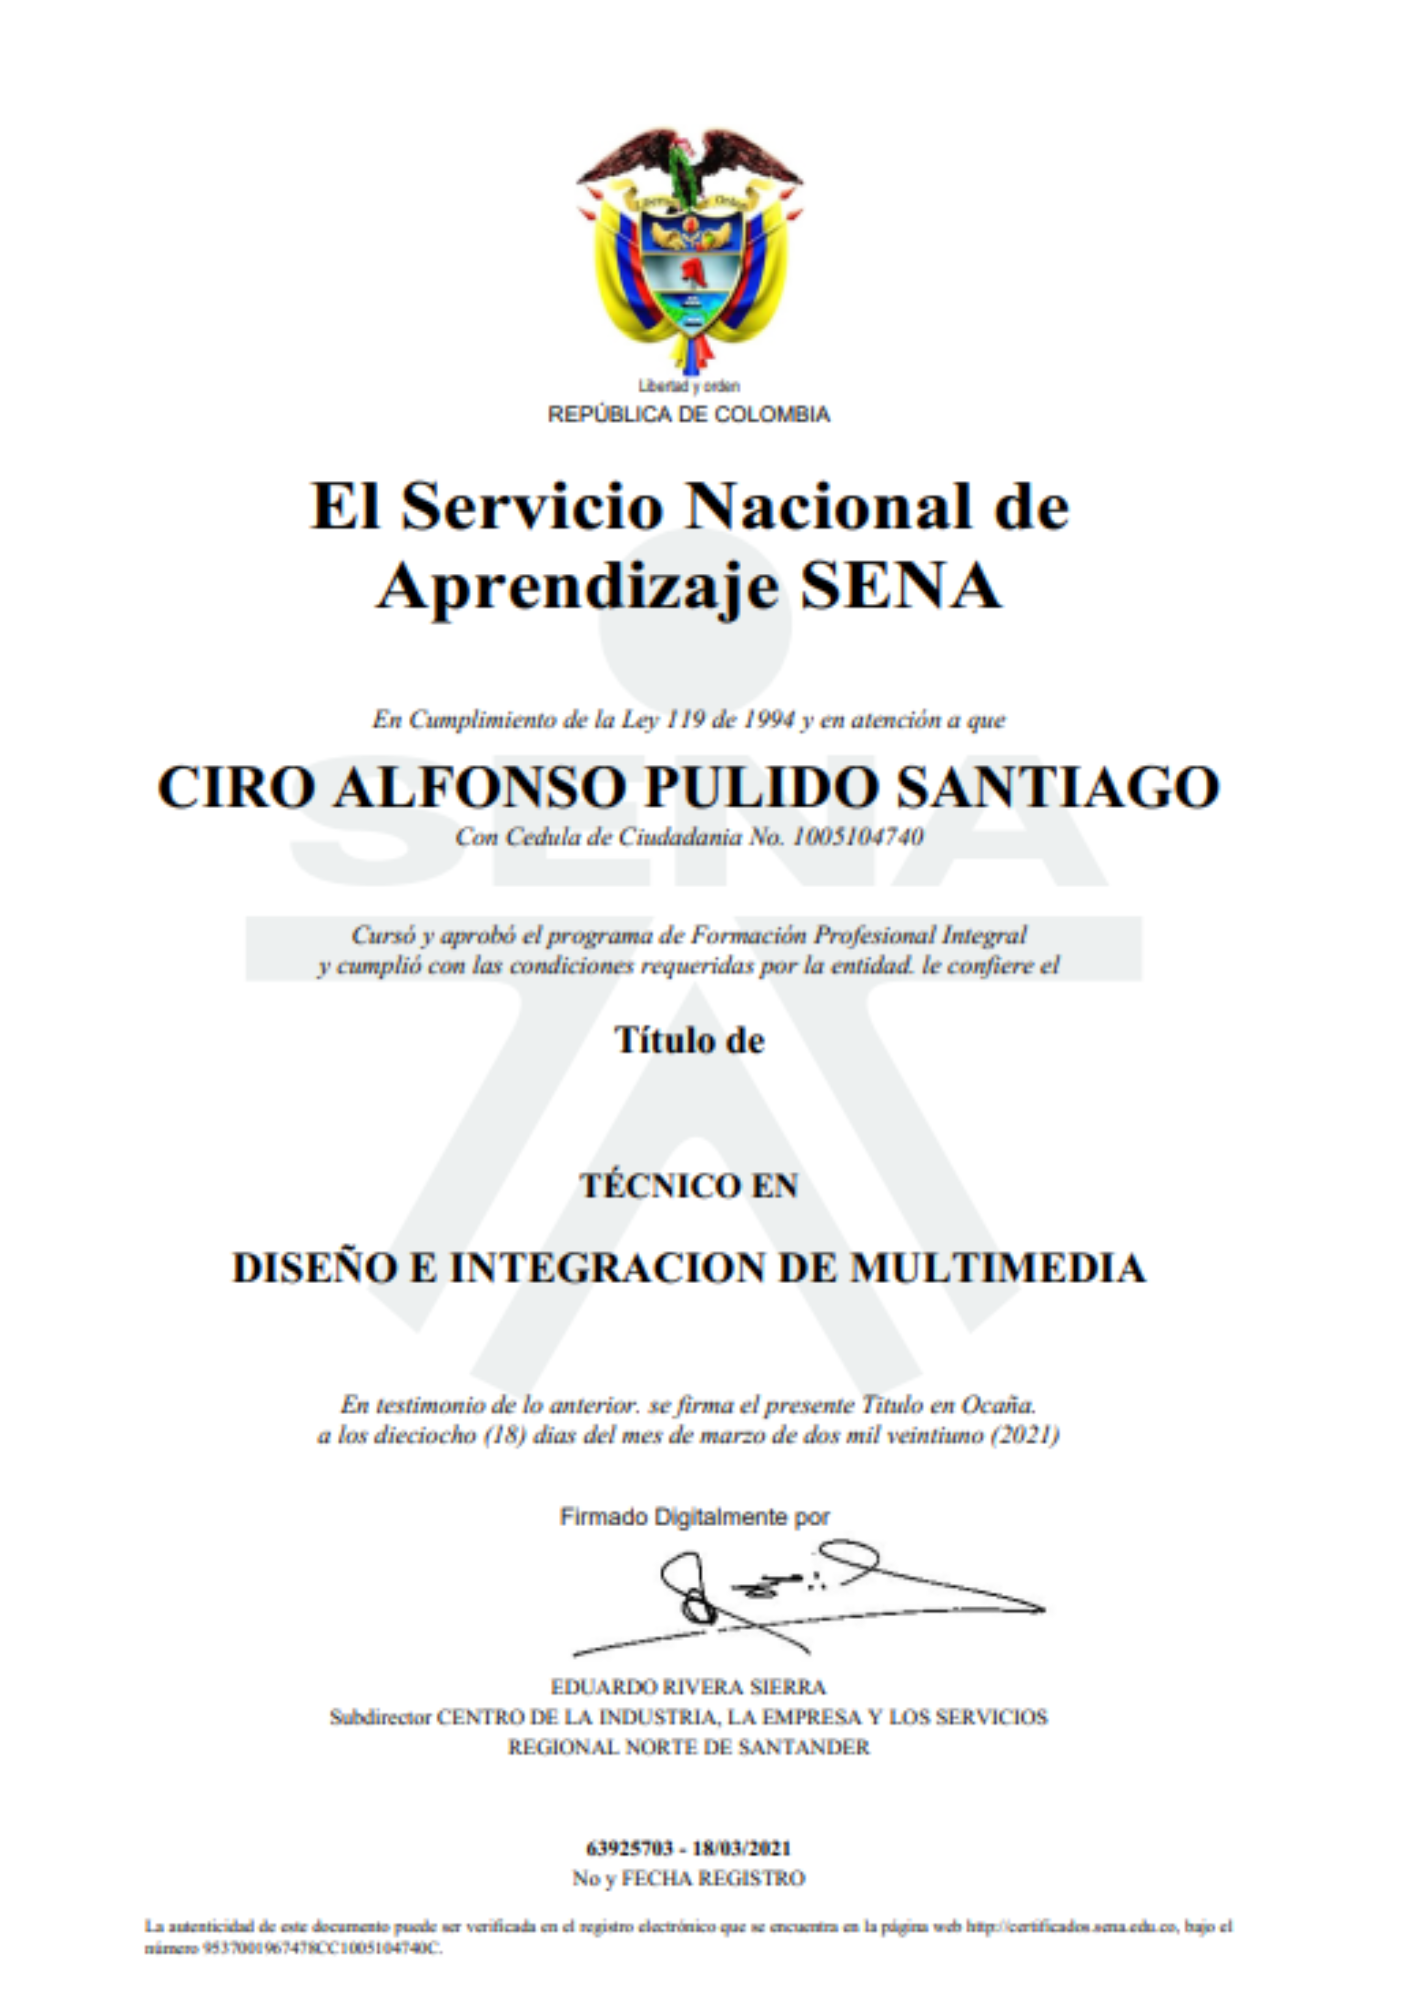 Libertad y Orden
Libertad y orden
REPÚBLICA DE COLOMBIA
El Servicio Nacional de
Aprendizaje SENA
En Cumplimiento de la Ley 119 de 1994 y en atención a que
SENA
CIRO ALFONSO PULIDO SANTIAGO
Con Cedula de Ciudadania No. 1005104740
Cursó y aprobó el programa de Formación Profesional Integral
y cumplió con las condiciones requeridas por la entidad. le confiere el
Título de
TÉCNICO EN
DISEÑO E INTEGRACION DE MULTIMEDIA
En testimonio de lo anterior. se firma el presente Título en Ocaña.
a los dieciocho (18) dias del mes de marzo de dos mil veintiuno (2021)
Firmado Digitalmente por
EDUARDO RIVERA SIERRA
Subdirector CENTRO DE LA INDUSTRIA, LA EMPRESA Y LOS SERVICIOS
REGIONAL NORTE DE SANTANDER
63925703 - 18/03/2021
No y FECHA REGISTRO
La autenticidad de este documento puede ser verificada en el registro electrónico que se encuentra en la página web http://certificados.sena.edu.co, bajo el
número 9537001967478CC1005104740C.